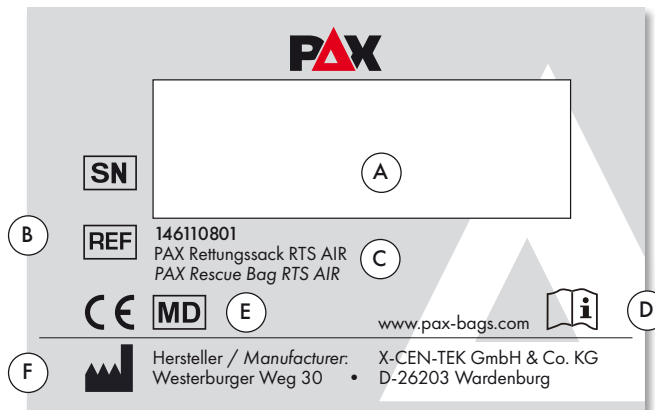 PAX
A
SN
B
REF
146110801
PAX Rettungssack RTS AIR
PAX Rescue Bag RTS AIR
C
CE MD
E
www.pax-bags.com
i
D
F
Hersteller / Manufacturer: X-CEN-TEK GmbH & Co. KG
Westerburger Weg 30 • D-26203 Wardenburg